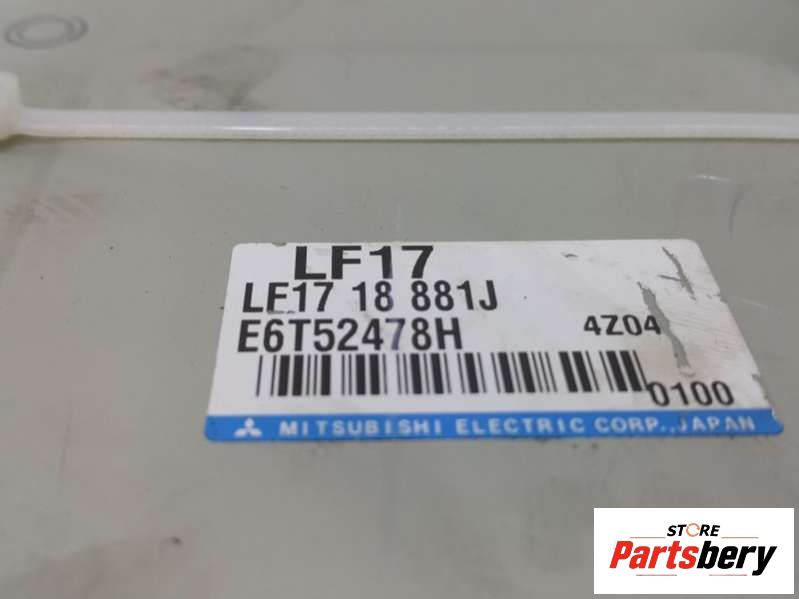 LF17
LF17 18 881J
E6T52478H 4Z04
0100
MITSUBISHI ELECTRIC CORP., JAPAN
STORE
Partsbery